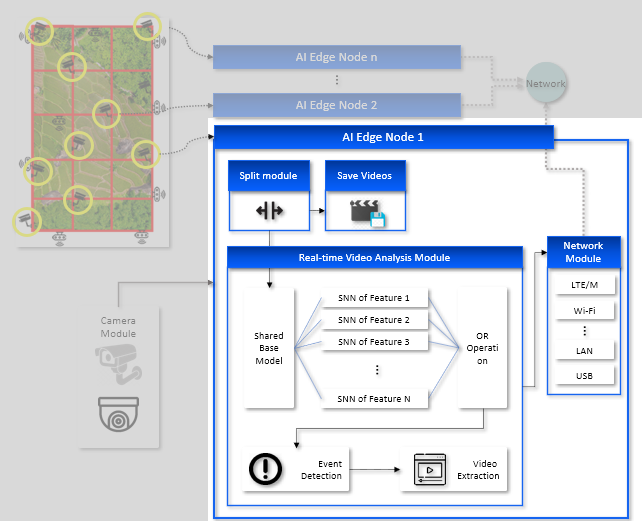 AI Edge Node n
AI Edge Node 2
Network
AI Edge Node 1
Split module
Save Videos
Real-time Video Analysis Module
Network
Module
SNN of Feature 1
SNN of Feature 2
SNN of Feature 3
SNN of Feature N
Shared
Base
Model
OR
Operati
on
LTE/M
Wi-Fi
LAN
USB
Camera
Module
Event
Detection
Video
Extraction